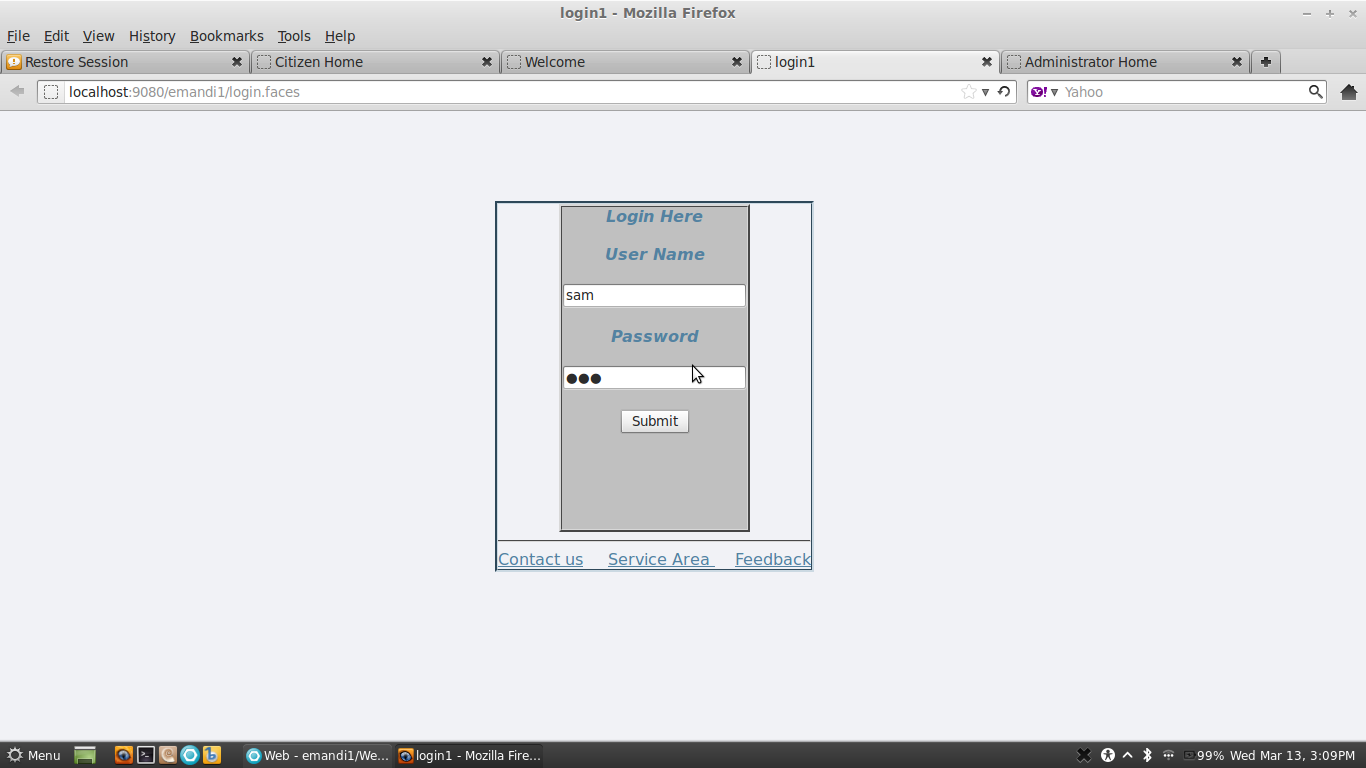 login1 - Mozilla Firefox
File Edit View History Bookmarks Tools Help
Restore Session Citizen Home Welcome login1 Administrator Home
localhost:9080/emandi1/login.faces Y! Yahoo
Login Here
User Name
sam
Password
Submit
Contact us Service Area Feedback
Menu Web - emandi1/We... login1 - Mozilla Fire... 99% Wed Mar 13, 3:09PM